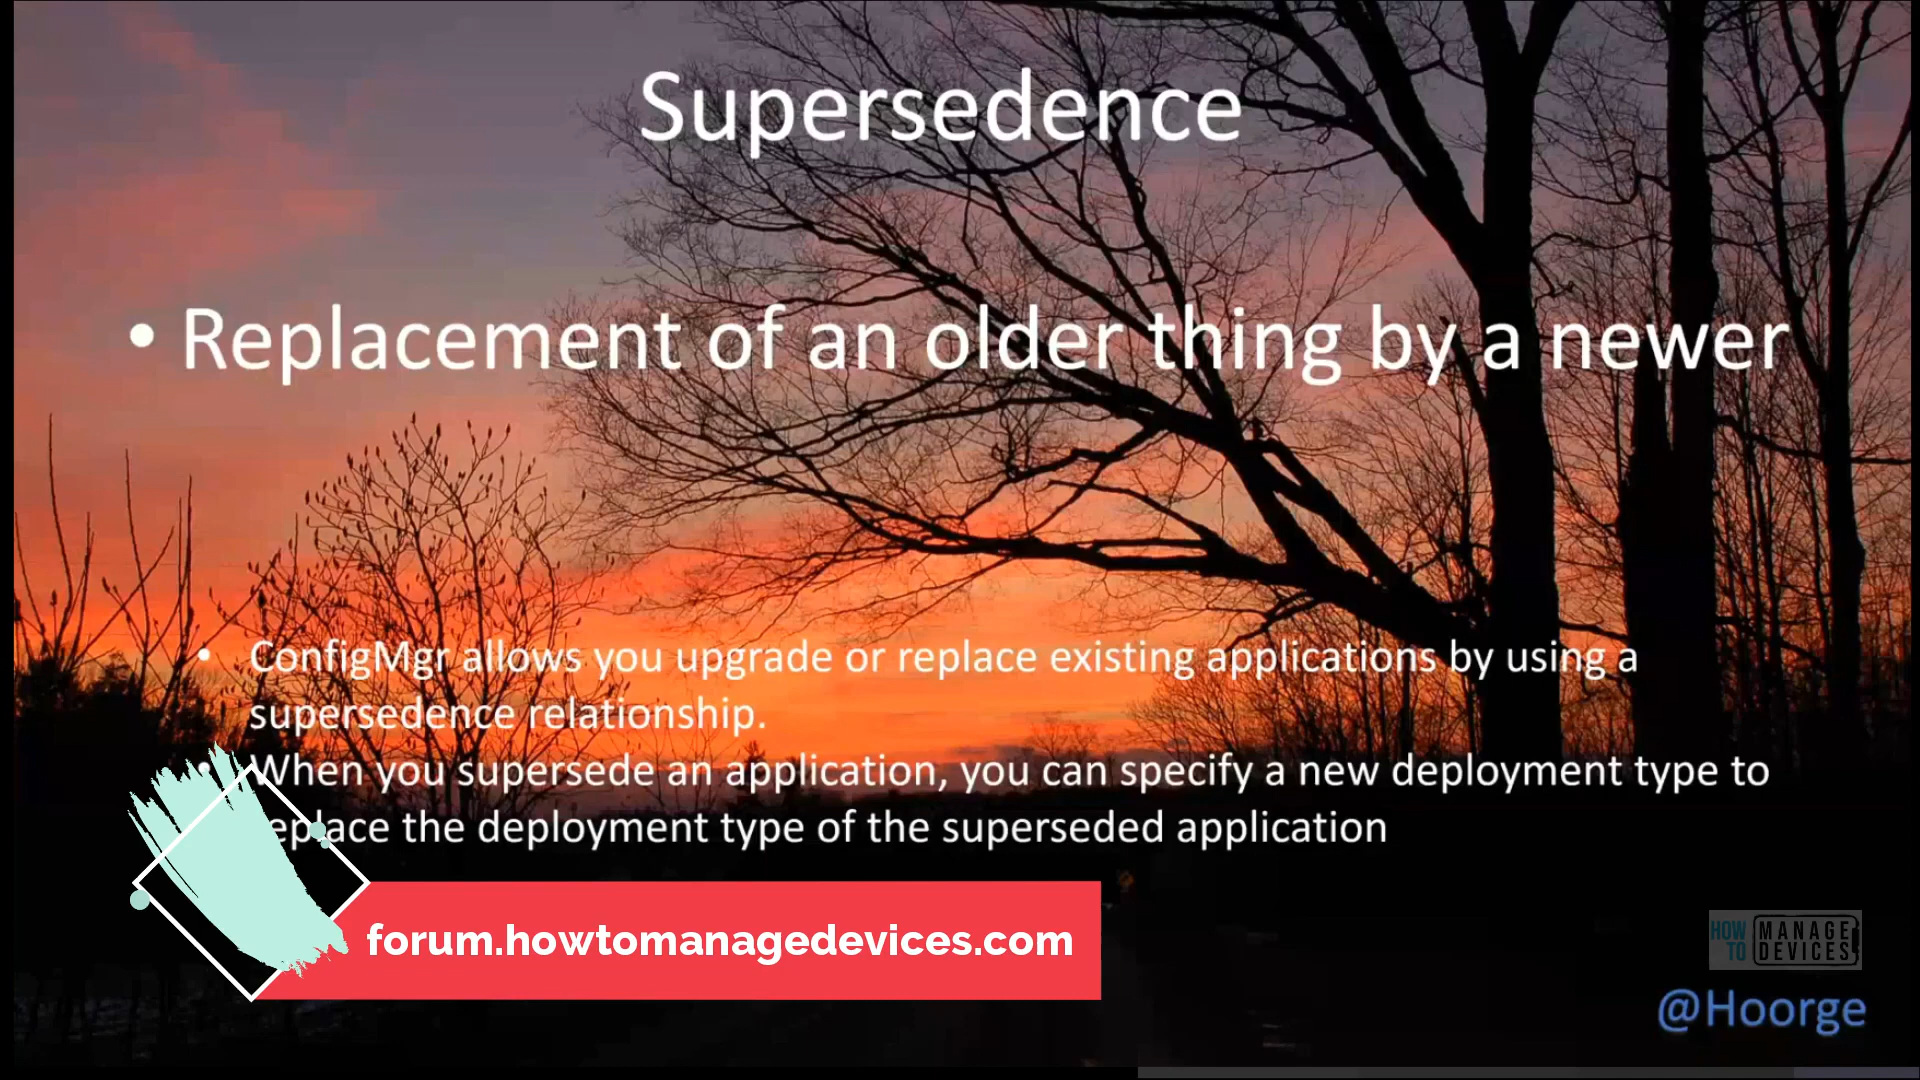 Supersedence
• Replacement of an older thing by a newer
• ConfigMgr allows you upgrade or replace existing applications by using a
supersedence relationship.
• When you supersede an application, you can specify a new deployment type to
eplace the deployment type of the superseded application
forum.howtomanagedevices.com
HOW TO MANAGE DEVICES
@Hoorge